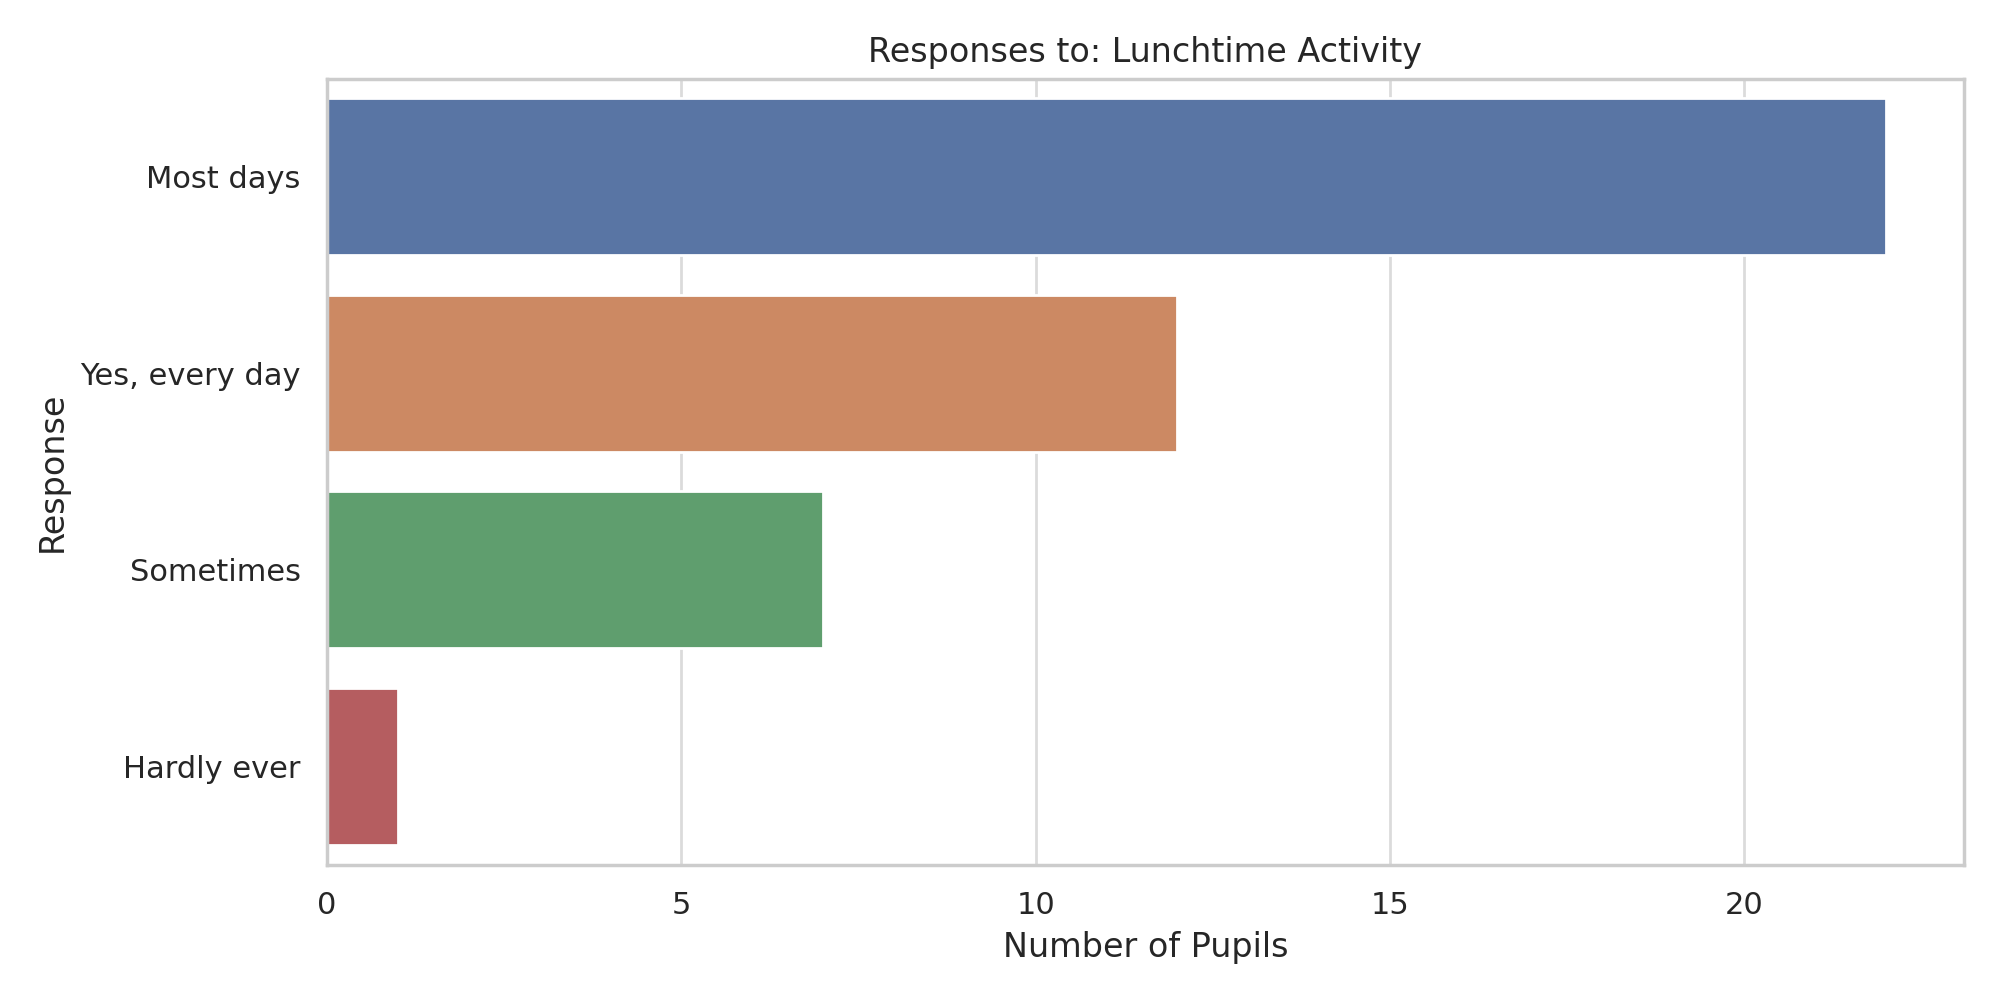 Responses to: Lunchtime Activity
Most days
Yes, every day
Sometimes
Hardly ever
Response
0 5 10 15 20
Number of Pupils